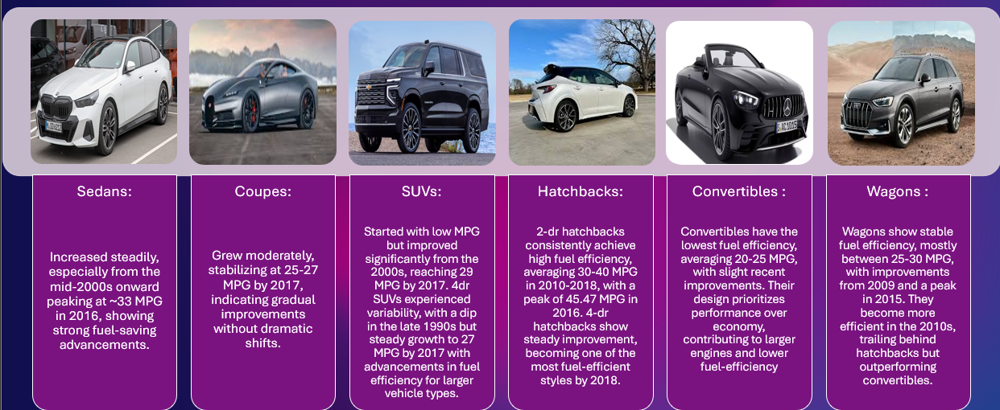 Sedans:
Increased steadily,
especially from the
mid-2000s onward
peaking at ~33 MPG
in 2016, showing
strong fuel-saving
advancements.
Coupes:
Grew moderately,
stabilizing at 25-27
MPG by 2017,
indicating gradual
improvements
without dramatic
shifts.
SUVs:
Started with low MPG
but improved
significantly from the
2000s, reaching 29
MPG by 2017. 4dr
SUVs experienced
variability, with a dip
in the late 1990s but
steady growth to 27
MPG by 2017 with
advancements in fuel
efficiency for larger
vehicle types.
Hatchbacks:
2-dr hatchbacks
consistently achieve
high fuel efficiency,
averaging 30-40 MPG
in 2010-2018, with a
peak of 45.47 MPG in
2016. 4-dr
hatchbacks show
steady improvement,
becoming one of the
most fuel-efficient
styles by 2018.
Convertibles :
Convertibles have the
lowest fuel efficiency,
averaging 20-25 MPG,
with slight recent
improvements. Their
design prioritizes
performance over
economy,
contributing to larger
engines and lower
fuel-efficiency
Wagons :
Wagons show stable
fuel efficiency, mostly
between 25-30 MPG,
with improvements
from 2009 and a peak
in 2015. They
become more
efficient in the 2010s,
trailing behind
hatchbacks but
outperforming
convertibles.